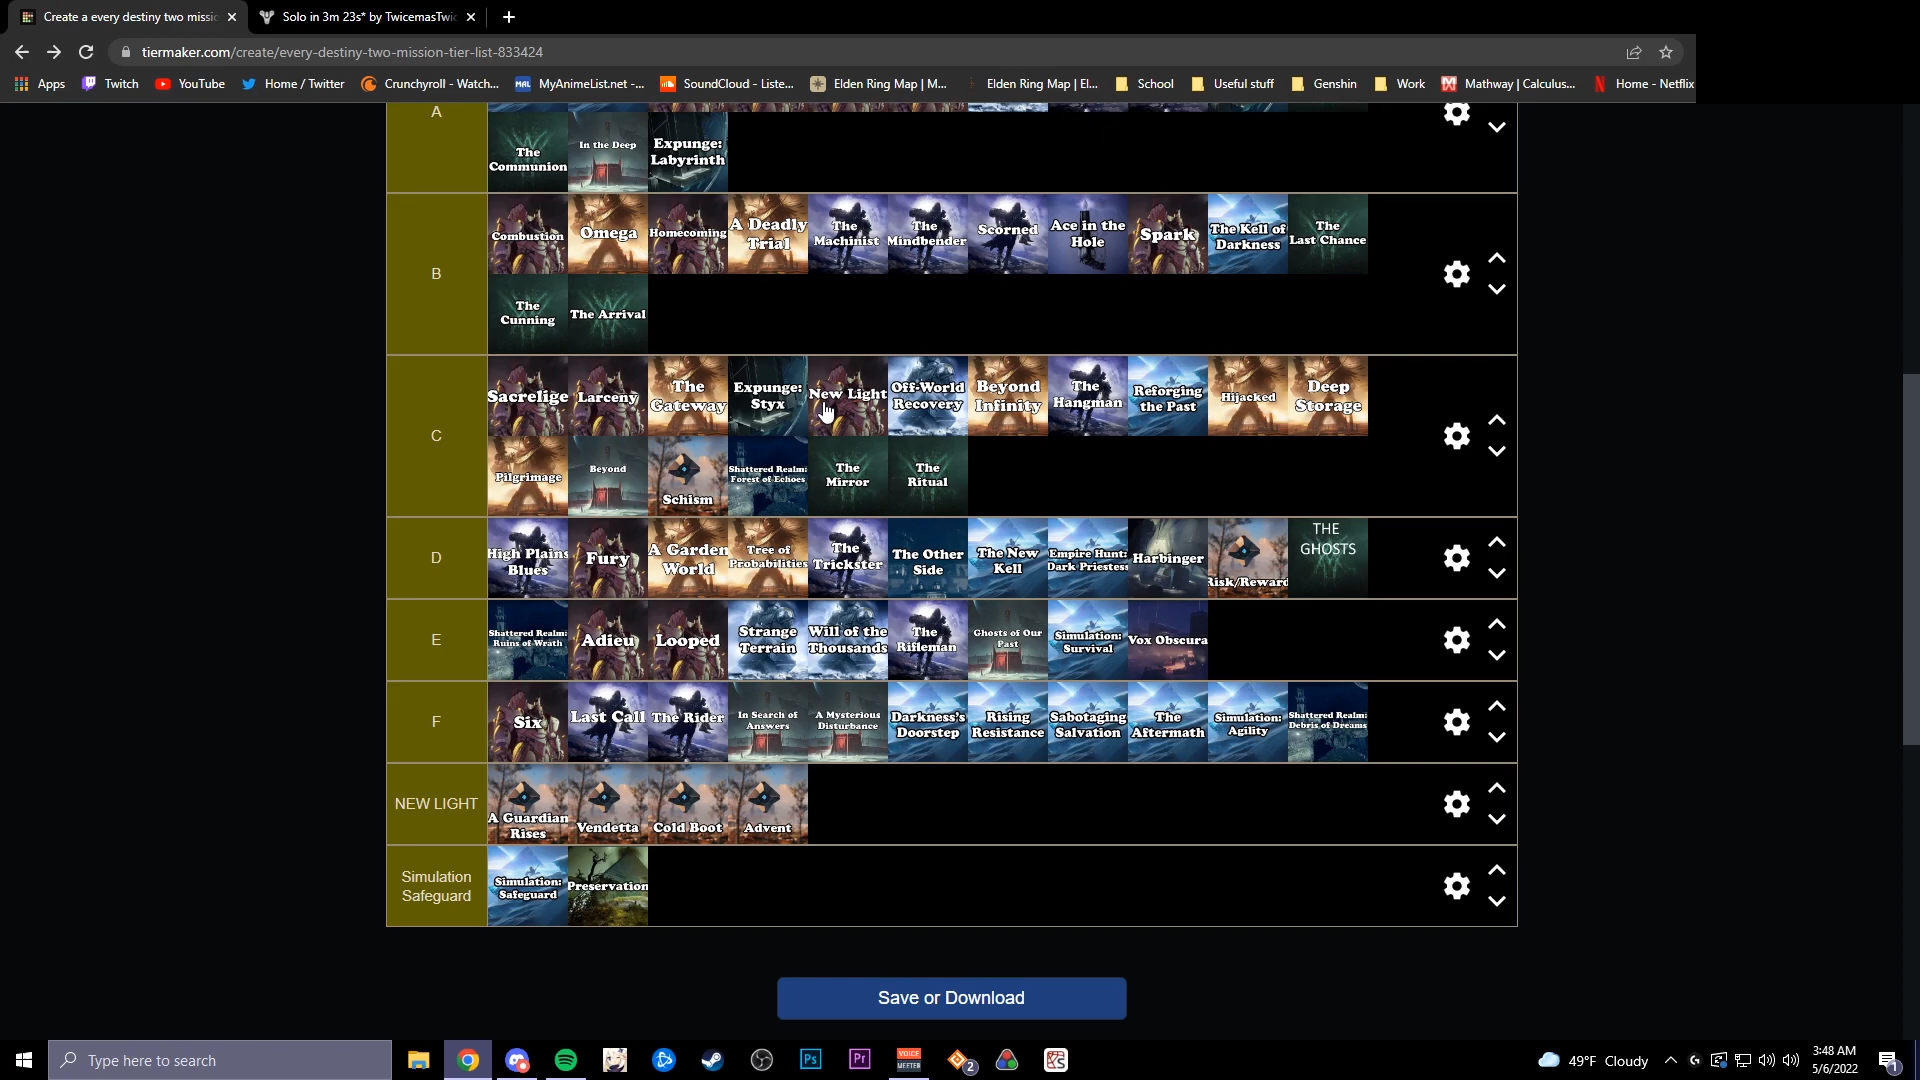 Create a every destiny two missi
Solo in 3m 23s* by TwicemasTwic
tiermaker.com/create/every-destiny-two-mission-tier-list-833424
Apps
Twitch
YouTube
Home / Twitter
Crunchyroll - Watch...
MAL
MyAnimeList.net -...
SoundCloud - Liste...
Elden Ring Map | M...
Elden Ring Map | El...
School
Useful stuff
Genshin
Work
Mathway | Calculus...
Home - Netflix
A
The
Communion
In the Deep
Expunge:
Labyrinth
B
Combustion
Omega
Homecoming
A Deadly
Trial
The
Machinist
The
Mindbender
Scorned
Ace in the
Hole
Spark
The Kell of
Darkness
The
Last Chance
The
Cunning
The Arrival
C
Sacrelige
Larceny
The
Gateway
Expunge:
Styx
New Light
Off-World
Recovery
Beyond
Infinity
The
Hangman
Reforging
the Past
Hijacked
Deep
Storage
Pilgrimage
Beyond
Schism
Shattered Realm:
Forest of Echoes
The
Mirror
The
Ritual
D
High Plains
Blues
Fury
A Garden
World
Tree of
Probabilities
The
Trickster
The Other
Side
The New
Kell
Empire Hunt:
Dark Priestess
Harbinger
Risk/Reward
THE
GHOSTS
E
Shattered Realm:
Ruins of Wrath
Adieu
Looped
Strange
Terrain
Will of the
Thousands
The
Rifleman
Ghosts of Our
Past
Simulation:
Survival
Vox Obscura
F
Six
Last Call
The Rider
In Search of
Answers
A Mysterious
Disturbance
Darkness's
Doorstep
Rising
Resistance
Sabotaging
Salvation
The
Aftermath
Simulation:
Agility
Shattered Realm:
Debris of Dreams
NEW LIGHT
A Guardian
Rises
Vendetta
Cold Boot
Advent
Simulation
Safeguard
Simulation:
Safeguard
Preservation
Save or Download
Type here to search
Ps
Pr
VOICE
MEETER
2
49°F Cloudy
3:48 AM
5/6/2022
1